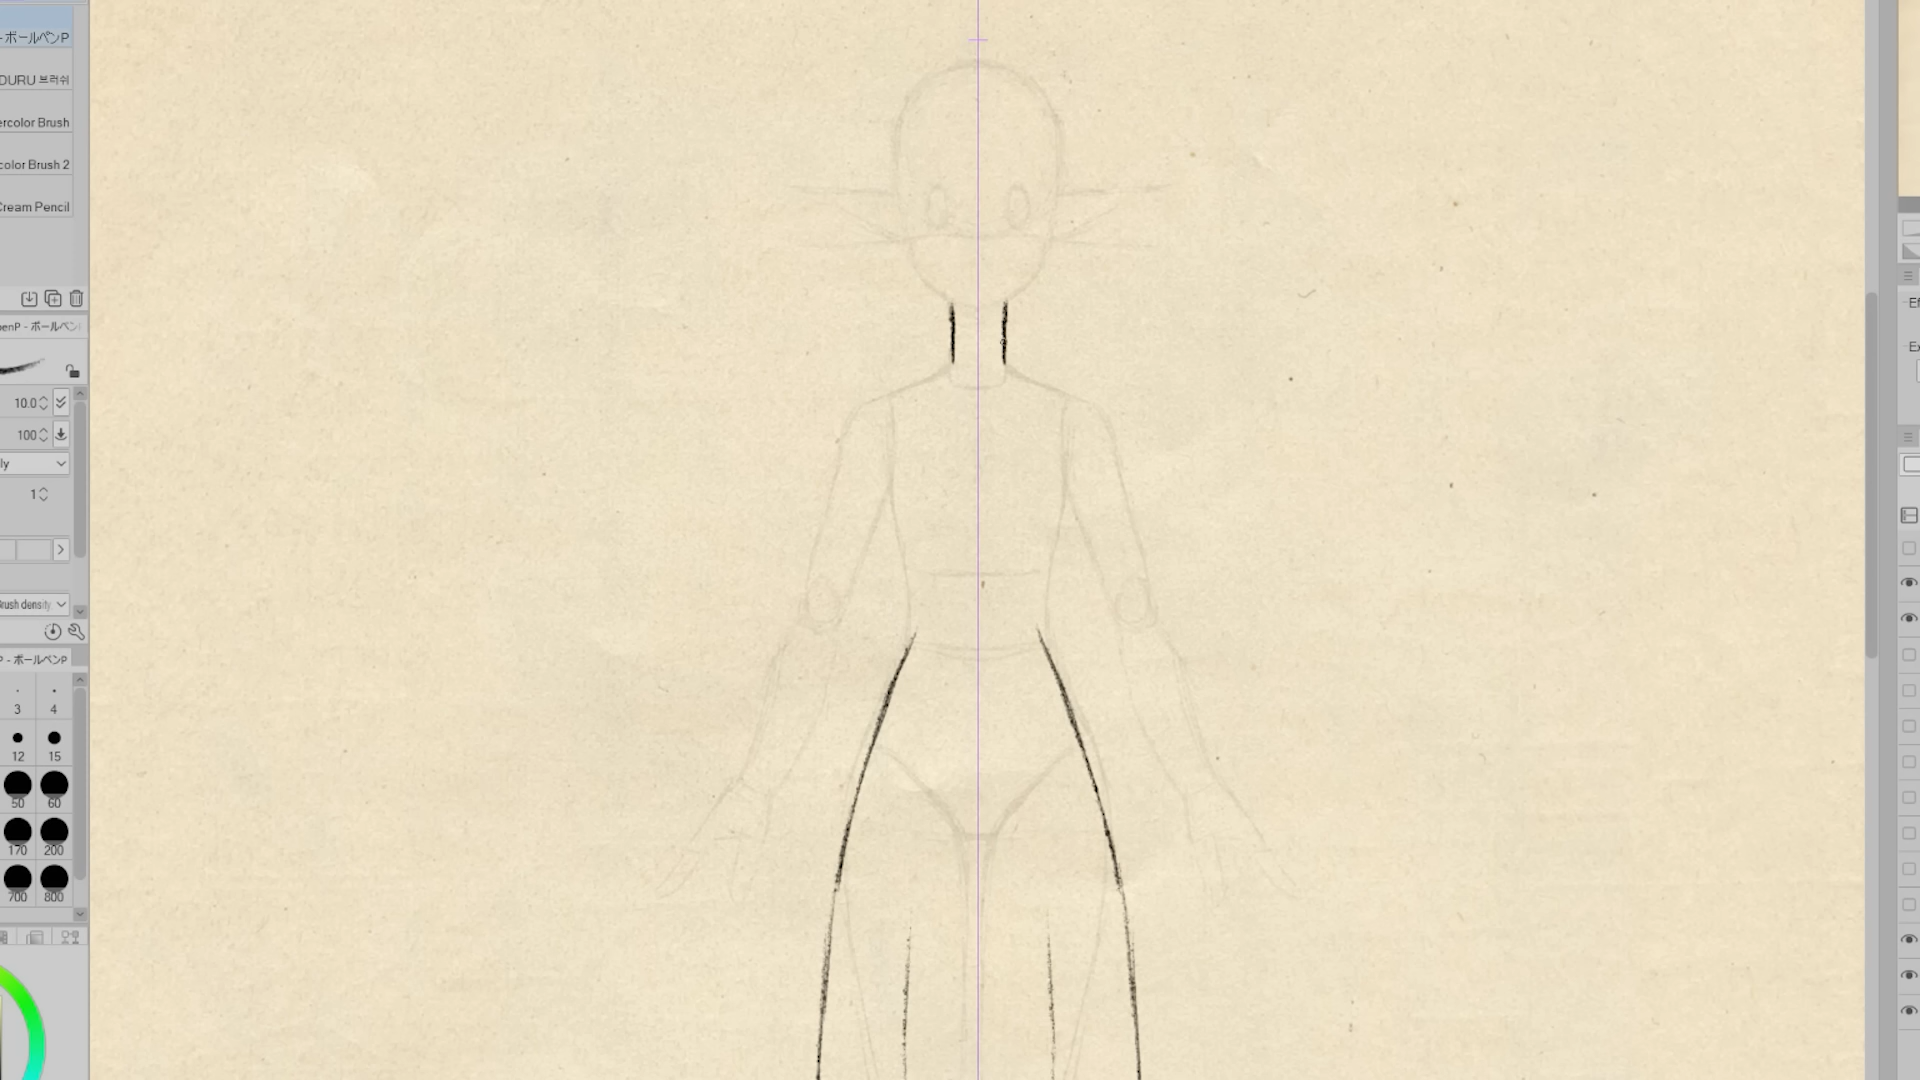 -ボールペンP
DURU 브러쉬
ercolor Brush
color Brush 2
Cream Pencil
penP - ボールペン
10.0
100
ly
1
Brush density
P - ボールペンP
3 4
12 15
50 60
170 200
700 800
Ef
Ex